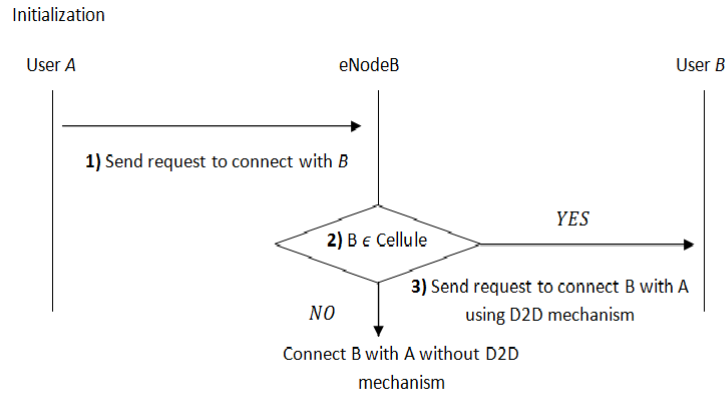 Initialization
User A
eNodeB
User B
1) Send request to connect with B
YES
2) B ϵ Cellule
3) Send request to connect B with A
using D2D mechanism
NO
Connect B with A without D2D
mechanism